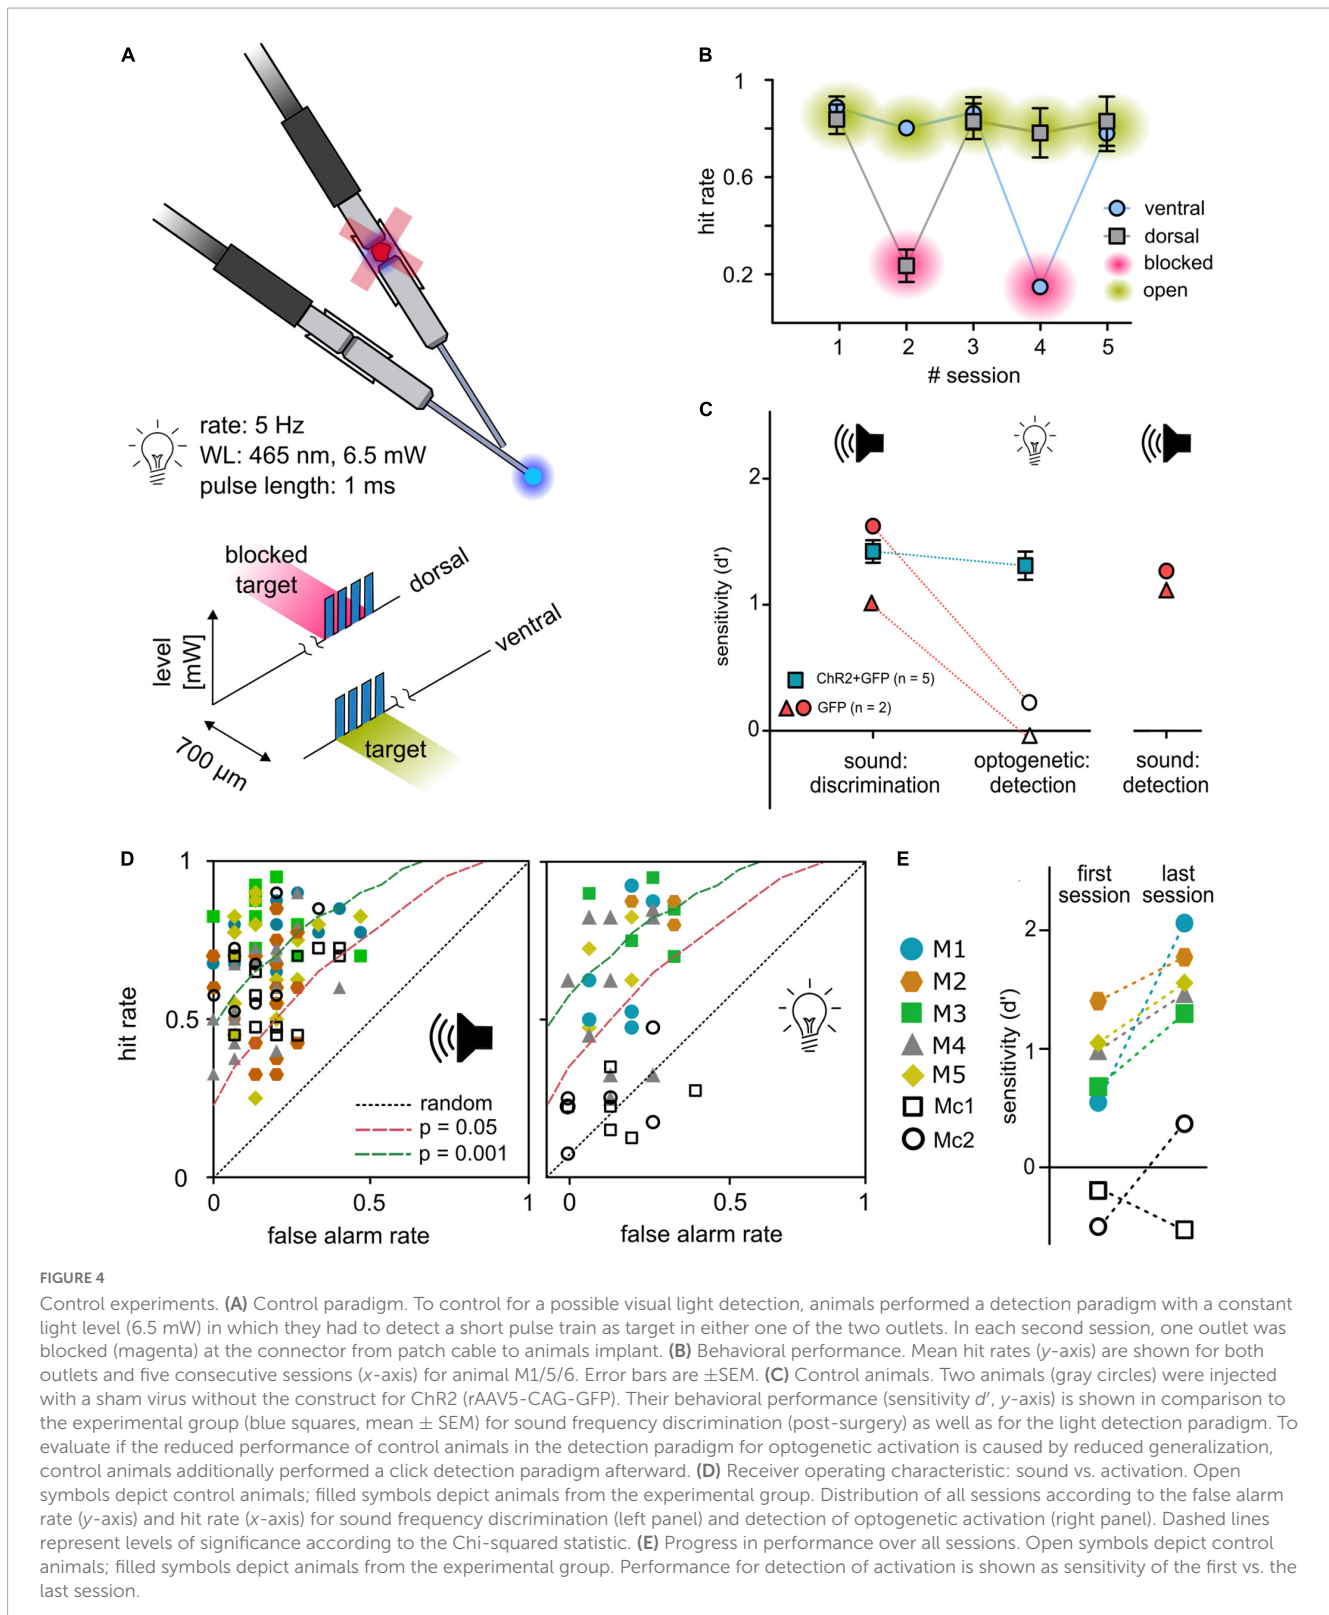 A
rate: 5 Hz
WL: 465 nm, 6.5 mW
pulse length: 1 ms
blocked
target
dorsal
ventral
level
[mW]
700 µm
target
B
1
0.6
0.2
hit rate
ventral
dorsal
blocked
open
1 2 3 4 5
# session
C
2
1
0
sensitivity (d')
ChR2+GFP (n = 5)
GFP (n = 2)
sound:
discrimination
optogenetic:
detection
sound:
detection
D
1
0.5
0
hit rate
random
p = 0.05
p = 0.001
0 0.5 1
false alarm rate
0 0.5 1
false alarm rate
M1
M2
M3
M4
M5
Mc1
Mc2
E
first
session
last
session
2
1
0
sensitivity (d')
FIGURE 4
Control experiments. (A) Control paradigm. To control for a possible visual light detection, animals performed a detection paradigm with a constant
light level (6.5 mW) in which they had to detect a short pulse train as target in either one of the two outlets. In each second session, one outlet was
blocked (magenta) at the connector from patch cable to animals implant. (B) Behavioral performance. Mean hit rates (y-axis) are shown for both
outlets and five consecutive sessions (x-axis) for animal M1/5/6. Error bars are ±SEM. (C) Control animals. Two animals (gray circles) were injected
with a sham virus without the construct for ChR2 (rAAV5-CAG-GFP). Their behavioral performance (sensitivity d′, y-axis) is shown in comparison to
the experimental group (blue squares, mean ± SEM) for sound frequency discrimination (post-surgery) as well as for the light detection paradigm. To
evaluate if the reduced performance of control animals in the detection paradigm for optogenetic activation is caused by reduced generalization,
control animals additionally performed a click detection paradigm afterward. (D) Receiver operating characteristic: sound vs. activation. Open
symbols depict control animals; filled symbols depict animals from the experimental group. Distribution of all sessions according to the false alarm
rate (y-axis) and hit rate (x-axis) for sound frequency discrimination (left panel) and detection of optogenetic activation (right panel). Dashed lines
represent levels of significance according to the Chi-squared statistic. (E) Progress in performance over all sessions. Open symbols depict control
animals; filled symbols depict animals from the experimental group. Performance for detection of activation is shown as sensitivity of the first vs. the
last session.